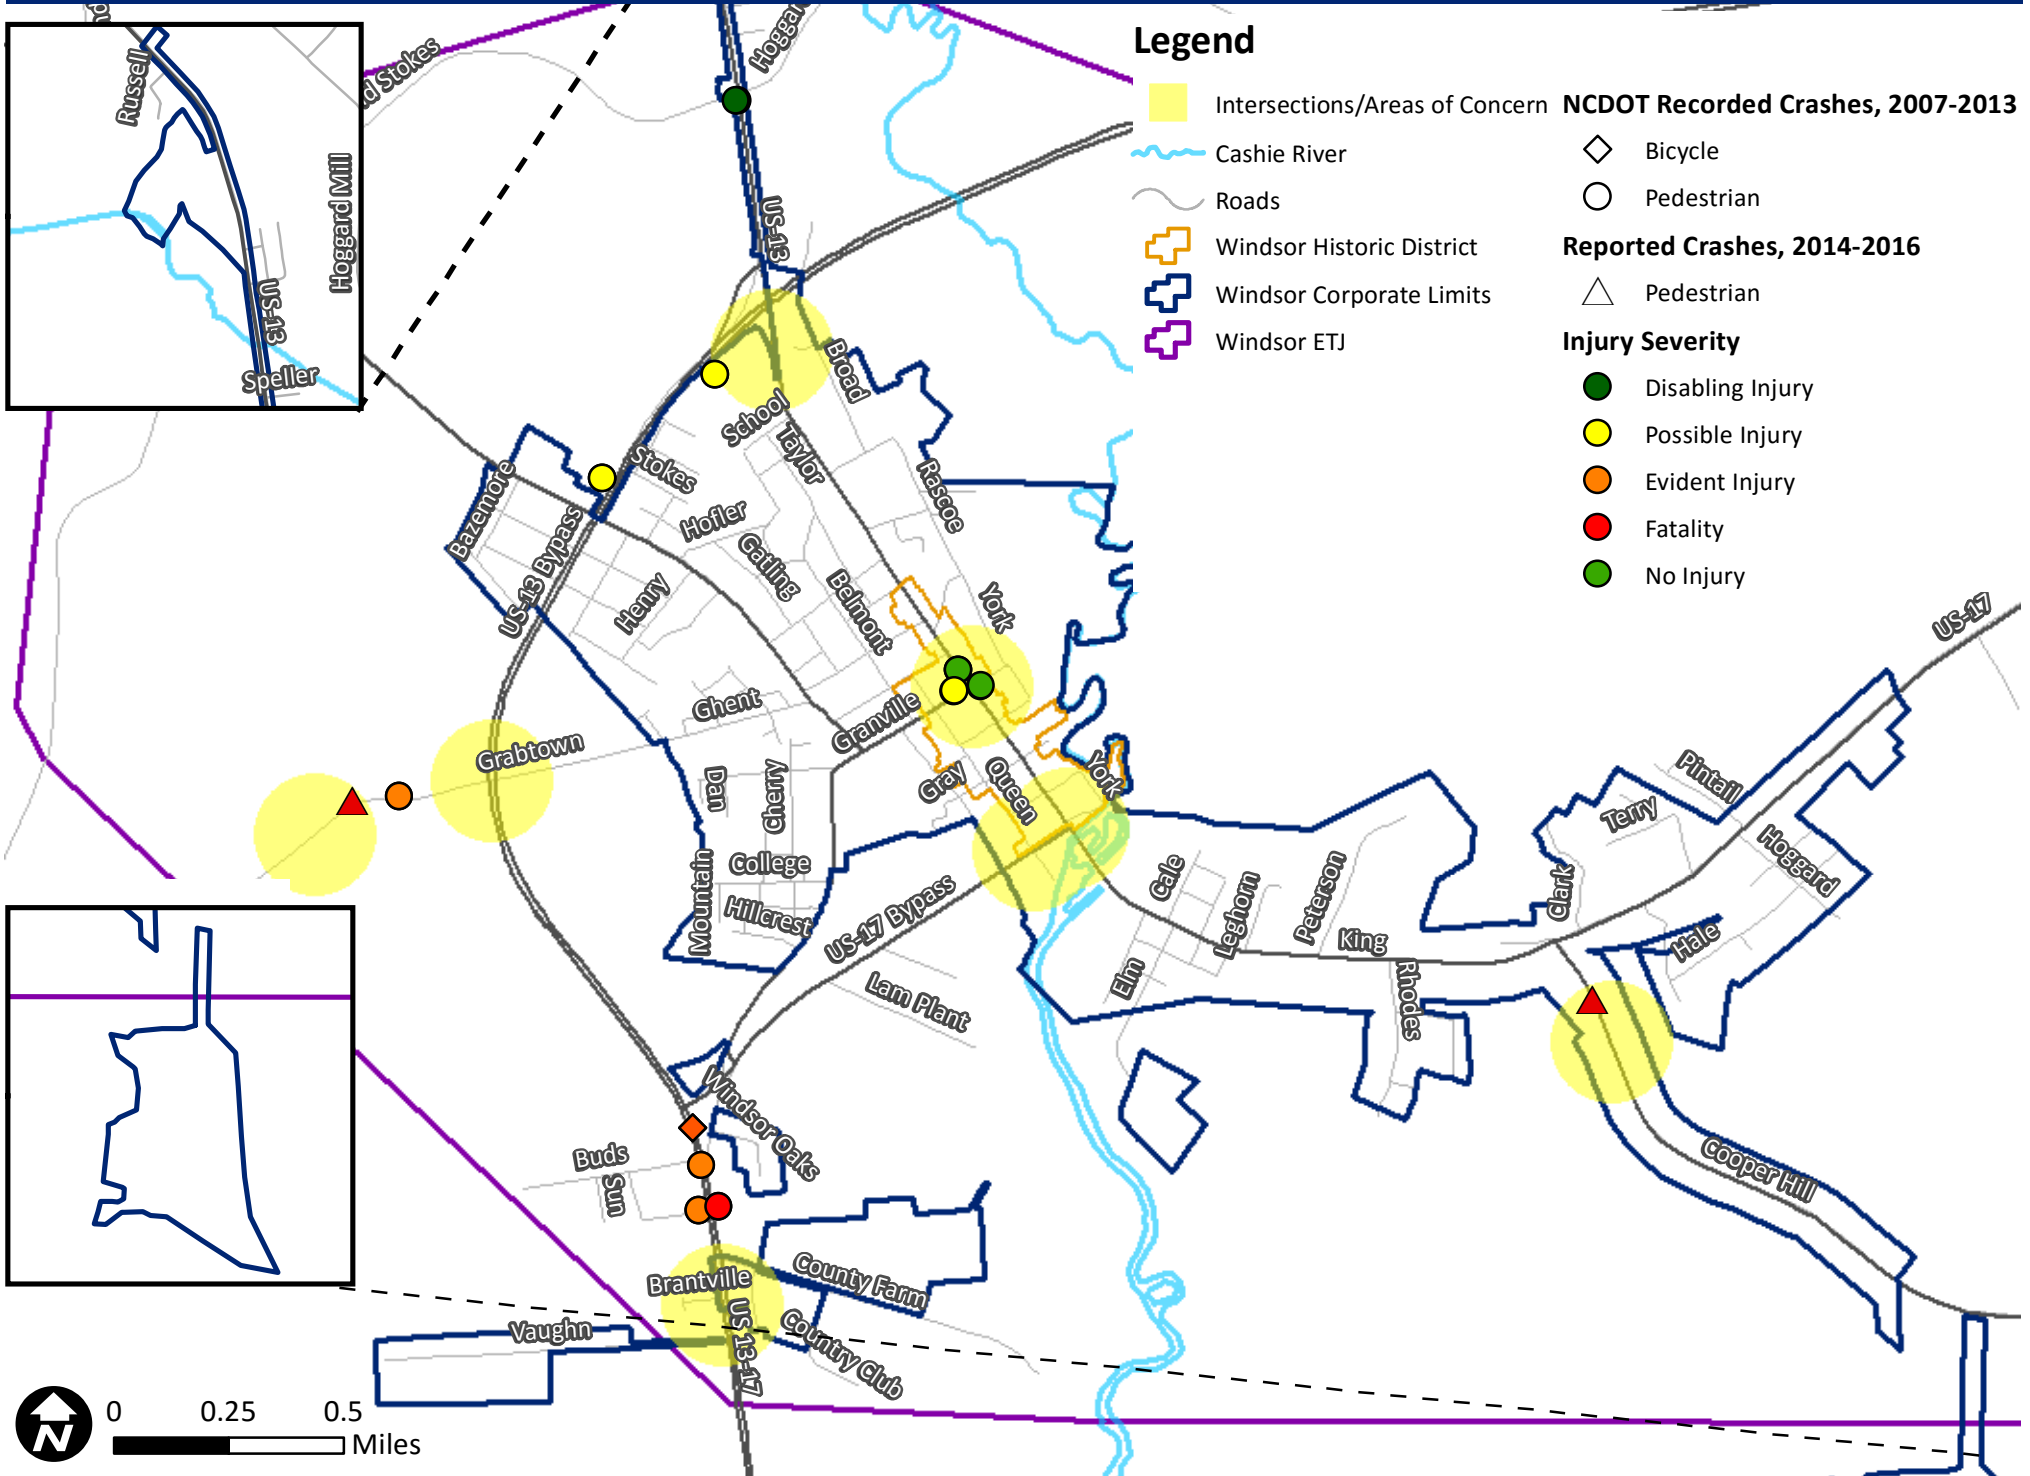 Legend
Intersections/Areas of Concern
Cashie River
Roads
Windsor Historic District
Windsor Corporate Limits
Windsor ETJ
NCDOT Recorded Crashes, 2007-2013
Bicycle
Pedestrian
Reported Crashes, 2014-2016
Pedestrian
Injury Severity
Disabling Injury
Possible Injury
Evident Injury
Fatality
No Injury
Russell
Hoggard Mill
US-13
Speller
d Stokes
Hoggar
US-13
Broad
School
Taylor
Stokes
Rascoe
Bazemore
Hofler
US-13 Bypass
Gatling
Henry
Belmont
York
US-17
Ghent
Granville
Grabtown
Dan
Cherry
Gray
Queen
York
Pintail
Terry
Hoggard
College
Mountain
Hillcrest
US-17 Bypass
Cale
Leghorn
Peterson
Clark
King
Hale
Elm
Rhodes
Lam Plant
Windsor Oaks
Buds
Sun
Cooper Hill
Brantville
County Farm
US 13-17
Vaughn
Country Club
N
0 0.25 0.5
Miles